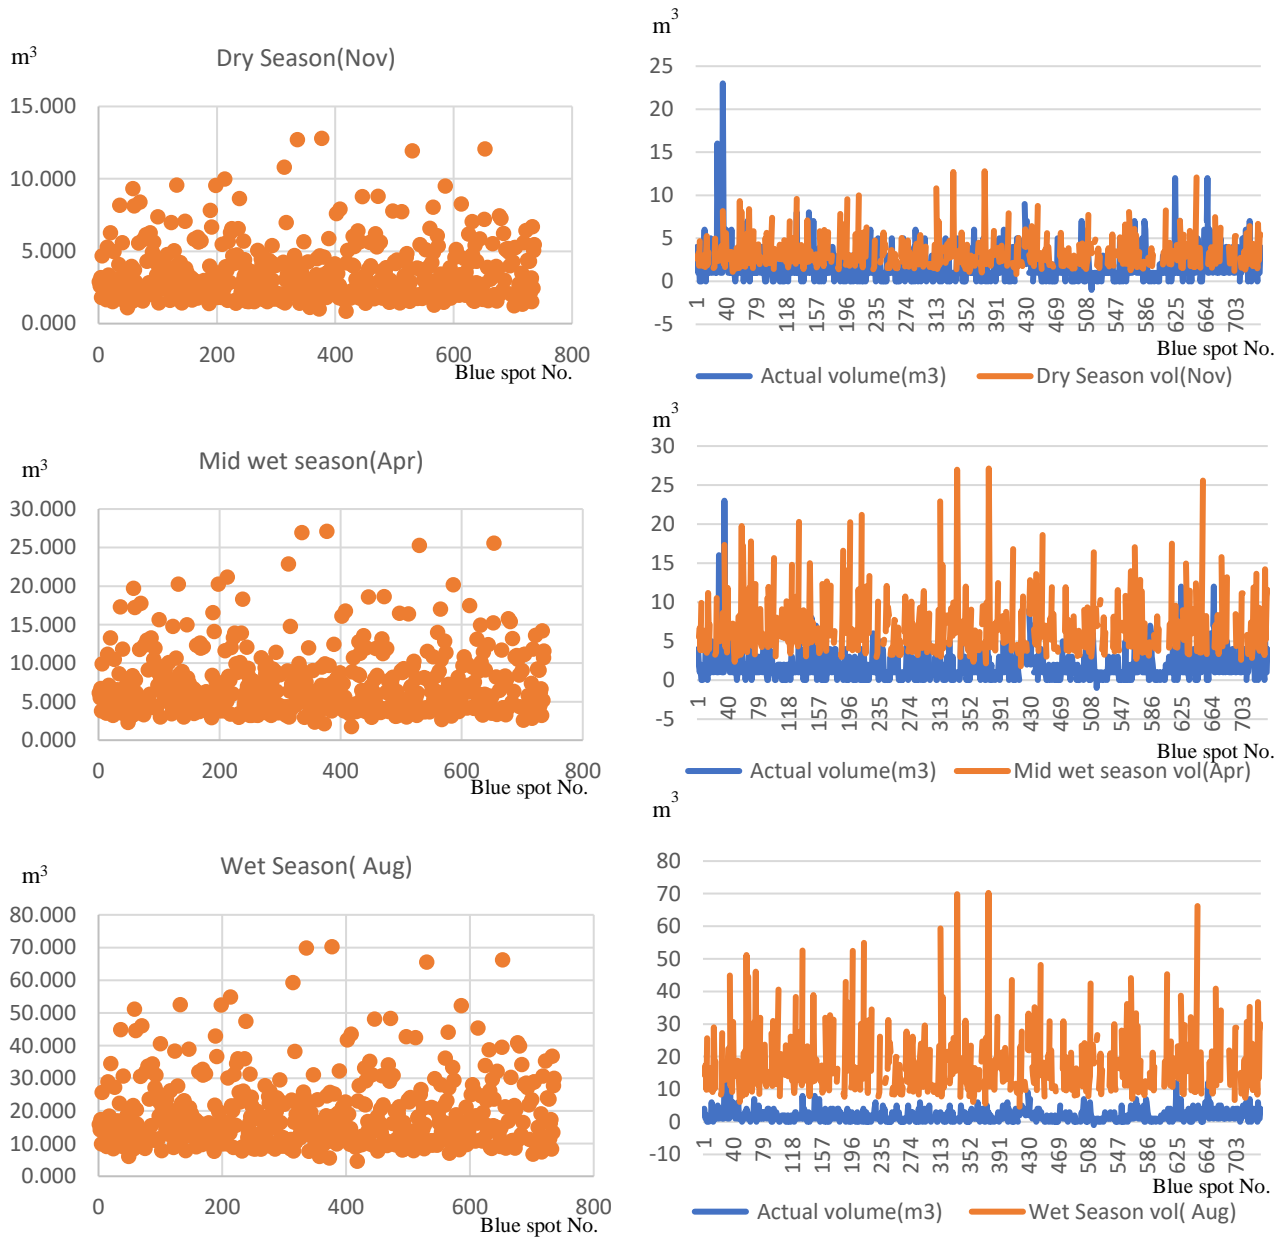 m³
Dry Season(Nov)
15.000
10.000
5.000
0.000
0 200 400 600 800
Blue spot No.
m³
25
20
15
10
5
0
-5
1 40 79 118 157 196 235 274 313 352 391 430 469 508 547 586 625 664 703
Blue spot No.
Actual volume(m3) Dry Season vol(Nov)
m³
Mid wet season(Apr)
30.000
25.000
20.000
15.000
10.000
5.000
0.000
0 200 400 600 800
Blue spot No.
30
25
20
15
10
5
0
-5
1 40 79 118 157 196 235 274 313 352 391 430 469 508 547 586 625 664 703
Blue spot No.
Actual volume(m3) Mid wet season vol(Apr)
m³
Wet Season( Aug)
80.000
70.000
60.000
50.000
40.000
30.000
20.000
10.000
0.000
0 200 400 600 800
Blue spot No.
m³
80
70
60
50
40
30
20
10
0
-10
1 40 79 118 157 196 235 274 313 352 391 430 469 508 547 586 625 664 703
Blue spot No.
Actual volume(m3) Wet Season vol( Aug)